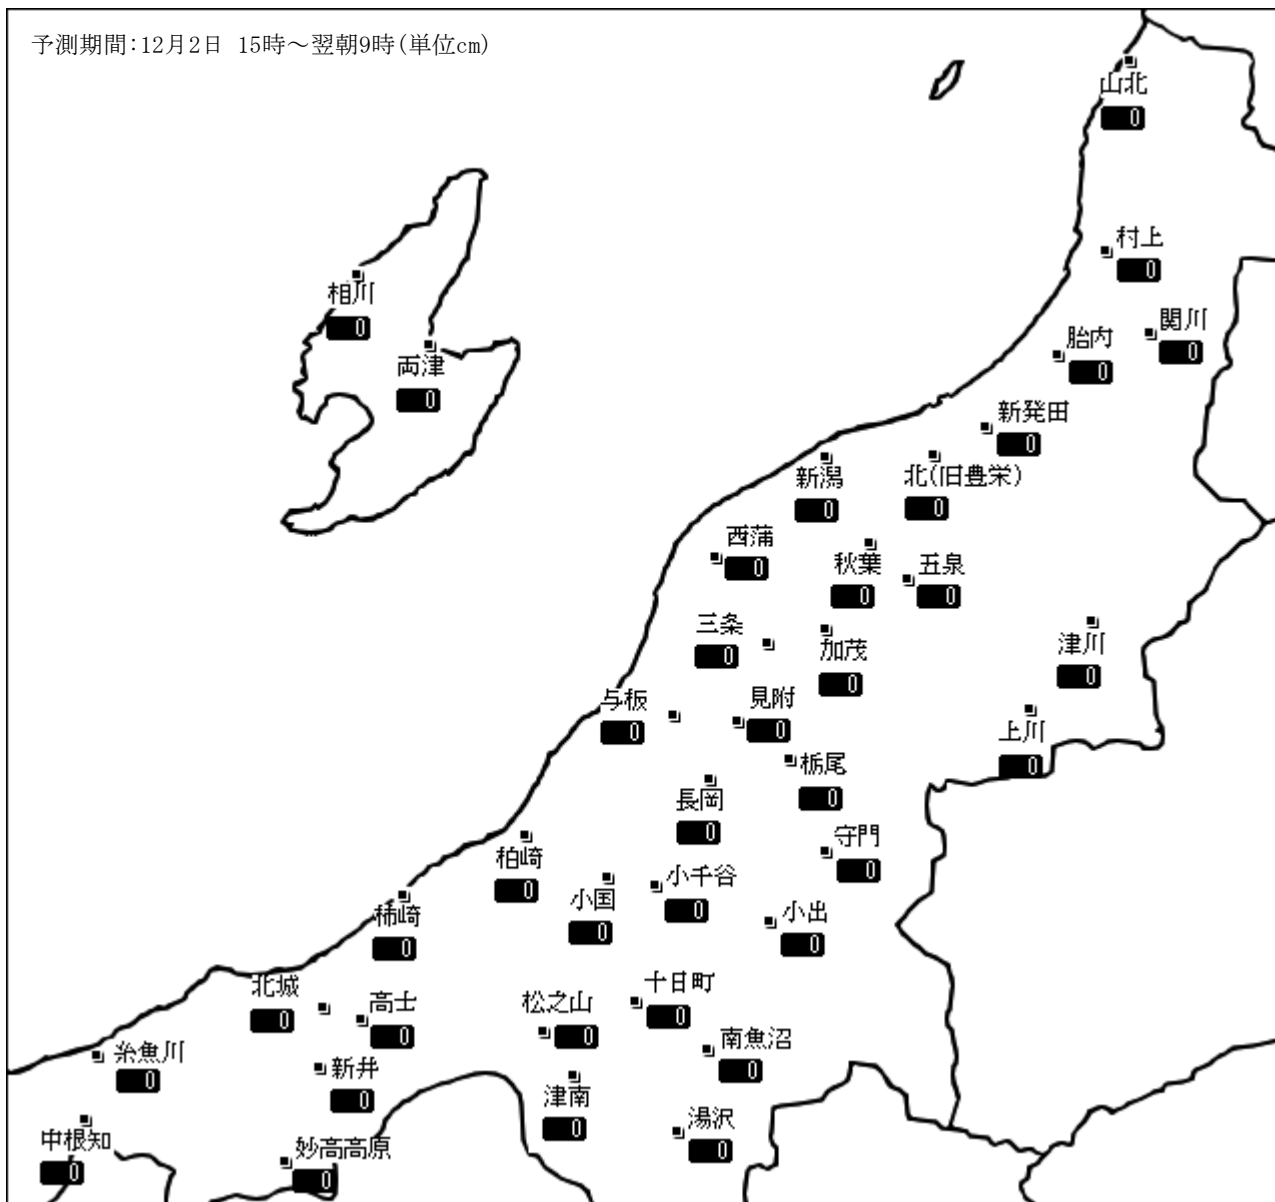 予測期間:12月2日 15時～翌朝9時(単位cm)
山北
0
村上
0
相川
0
関川
0
胎内
0
両津
0
新発田
0
新潟
0
北(旧豊栄)
0
西蒲
0
秋葉
0
五泉
0
三条
0
加茂
0
津川
0
与板
0
見附
0
上川
0
栃尾
0
長岡
0
守門
0
柏崎
0
小千谷
0
小国
0
小出
0
柿崎
0
北城
0
高士
0
松之山
0
十日町
0
南魚沼
0
糸魚川
0
新井
0
津南
0
湯沢
0
中根知
0
妙高高原
0